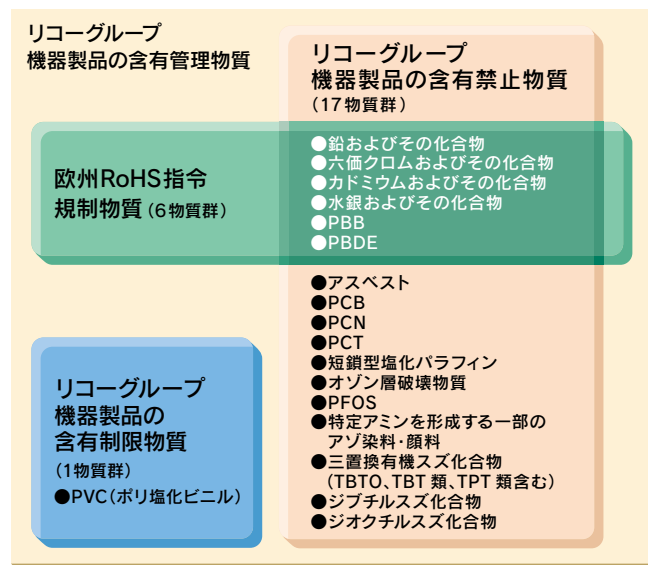 リコーグループ
機器製品の含有管理物質
リコーグループ
機器製品の含有禁止物質
（17物質群）
欧州RoHS指令
規制物質（6物質群）
●鉛およびその化合物
●六価クロムおよびその化合物
●カドミウムおよびその化合物
●水銀およびその化合物
●PBB
●PBDE
●アスベスト
●PCB
●PCN
●PCT
●短鎖型塩化パラフィン
●オゾン層破壊物質
●PFOS
●特定アミンを形成する一部の
アゾ染料・顔料
●三置換有機スズ化合物
（TBTO、TBT類、TPT類含む）
●ジブチルスズ化合物
●ジオクチルスズ化合物
リコーグループ
機器製品の
含有制限物質
（1物質群）
●PVC（ポリ塩化ビニル）